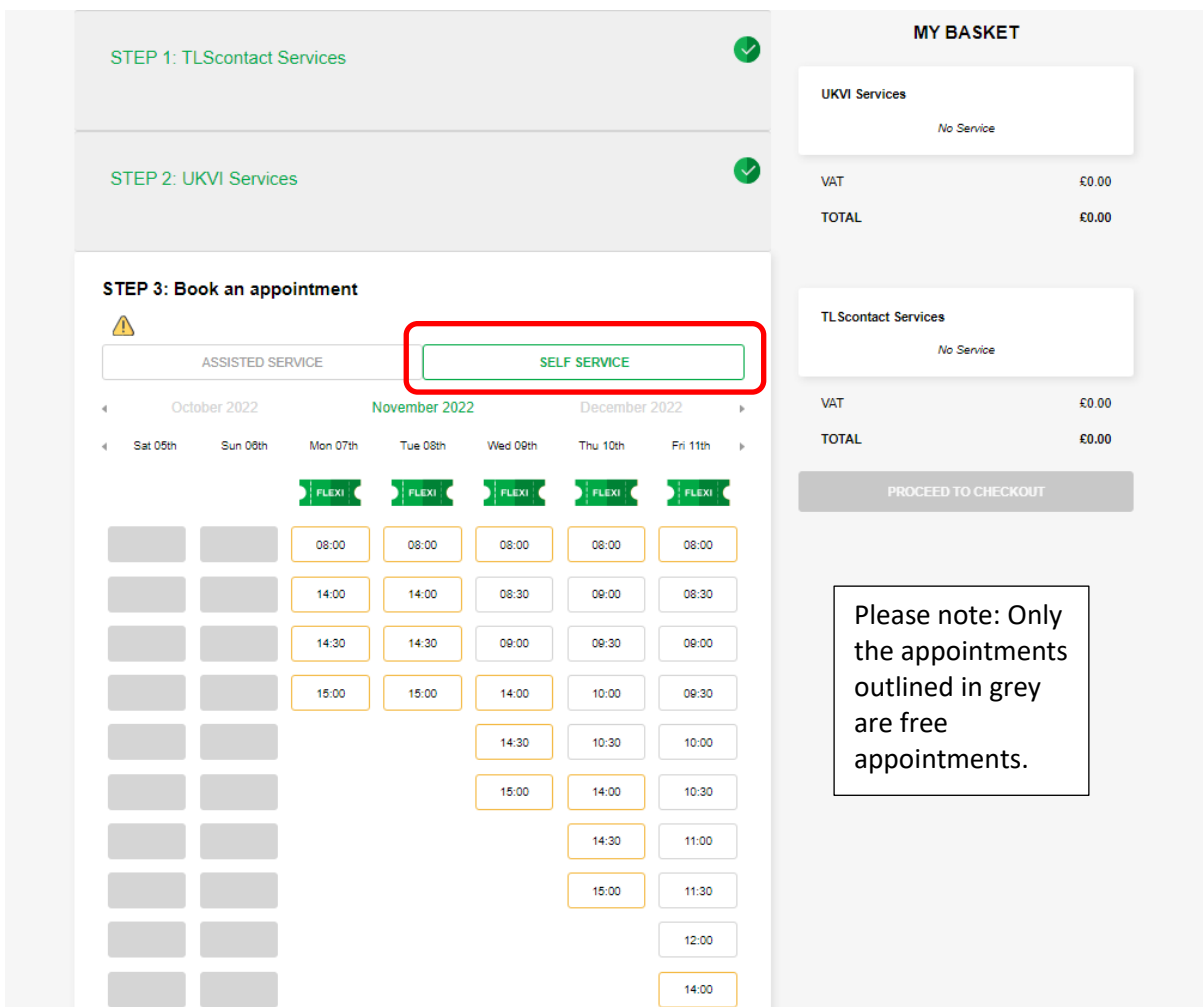 STEP 1: TLScontact Services
STEP 2: UKVI Services
STEP 3: Book an appointment
ASSISTED SERVICE SELF SERVICE
October 2022 November 2022 December 2022
Sat 05th Sun 06th Mon 07th Tue 08th Wed 09th Thu 10th Fri 11th
FLEXI FLEXI FLEXI FLEXI FLEXI
08:00 08:00 08:00 08:00 08:00
14:00 14:00 08:30 09:00 08:30
14:30 14:30 09:00 09:30 09:00
15:00 15:00 14:00 10:00 09:30
14:30 10:30 10:00
15:00 14:00 10:30
14:30 11:00
15:00 11:30
12:00
14:00
MY BASKET
UKVI Services
No Service
VAT £0.00
TOTAL £0.00
TLScontact Services
No Service
VAT £0.00
TOTAL £0.00
PROCEED TO CHECKOUT
Please note: Only
the appointments
outlined in grey
are free
appointments.